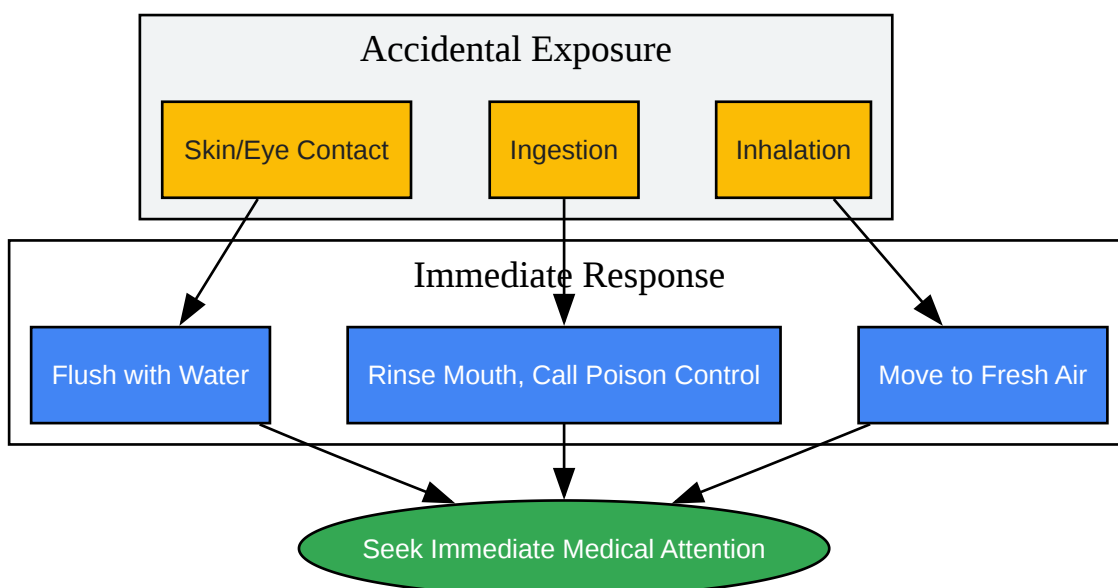 Accidental Exposure
Skin/Eye Contact
Ingestion
Inhalation
Immediate Response
Flush with Water
Rinse Mouth, Call Poison Control
Move to Fresh Air
Seek Immediate Medical Attention